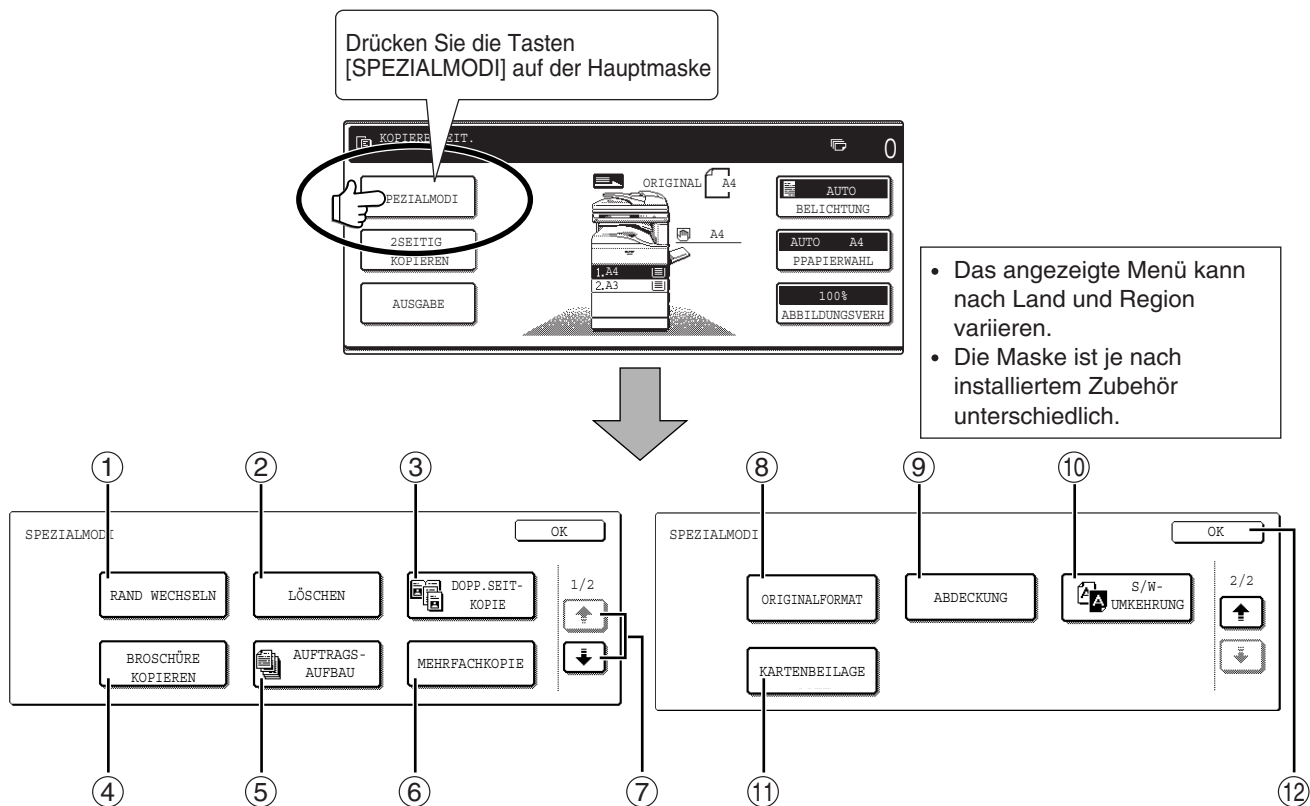 Drücken Sie die Tasten
[SPEZIALMODI] auf der Hauptmaske
0
ORIGINAL A4
AUTO
BELICHTUNG
2SEITIG
KOPIEREN
A4
AUTO A4
PPAPIERWAHL
AUSGABE
1.A4
2.A3
100%
ABBILDUNGSVERH
• Das angezeigte Menü kann
nach Land und Region
variieren.
• Die Maske ist je nach
installiertem Zubehör
unterschiedlich.
① ② ③
SPEZIALMODI
OK
RAND WECHSELN
LÖSCHEN
DOPP.SEIT-
KOPIE
1/2
BROSCHÜRE
KOPIEREN
AUFTRAGS-
AUFBAU
MEHRFACHKOPIE
④ ⑤ ⑥ ⑦
⑧ ⑨ ⑩
SPEZIALMODI
OK
ORIGINALFORMAT
ABDECKUNG
A A
S/W-
UMKEHRUNG
2/2
KARTENBEILAGE
⑪ ⑫